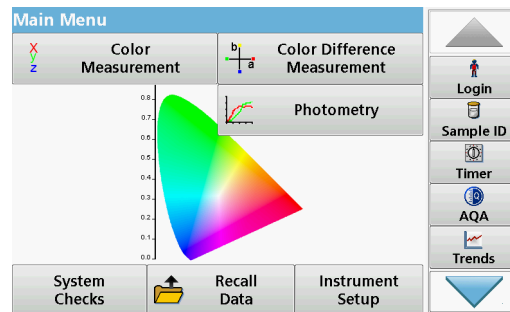 Main Menu
X
y
z
Color
Measurement
b
a
Color Difference
Measurement
Photometry
0.8
0.7
0.6
0.5
0.4
0.3
0.2
0.1
0.0
System
Checks
Recall
Data
Instrument
Setup
Login
Sample ID
Timer
AQA
Trends